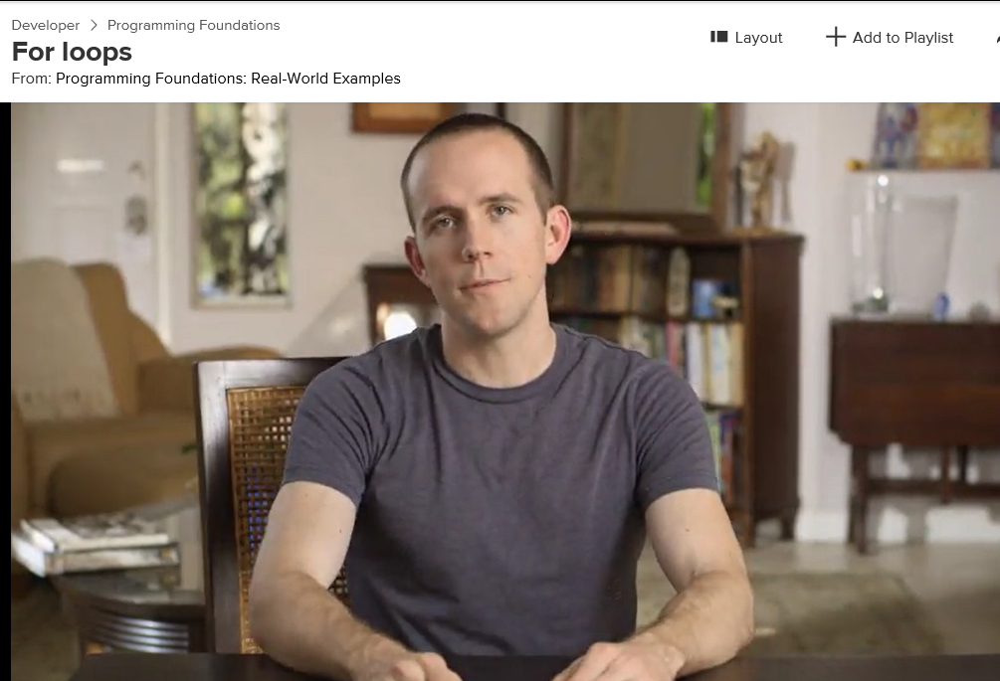 Developer > Programming Foundations
For loops
From: Programming Foundations: Real-World Examples
Layout
Add to Playlist